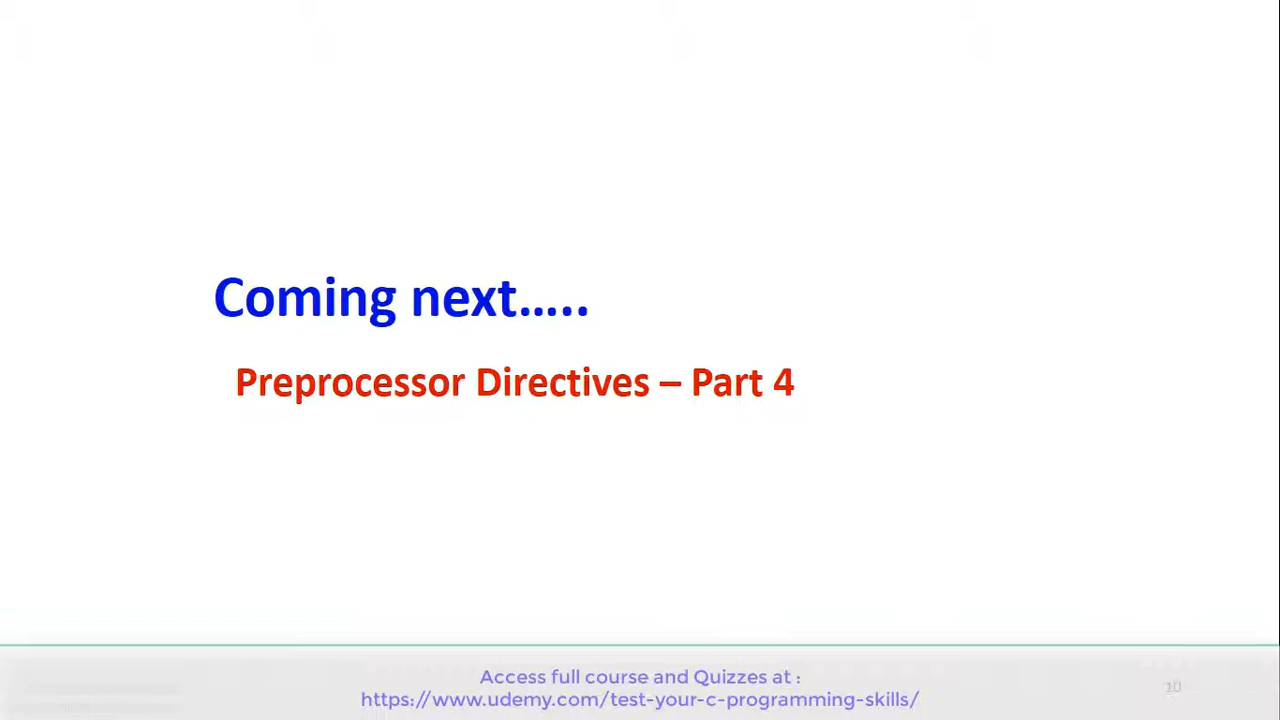 Coming next.....
Preprocessor Directives – Part 4
Access full course and Quizzes at :
https://www.udemy.com/test-your-c-programming-skills/
10